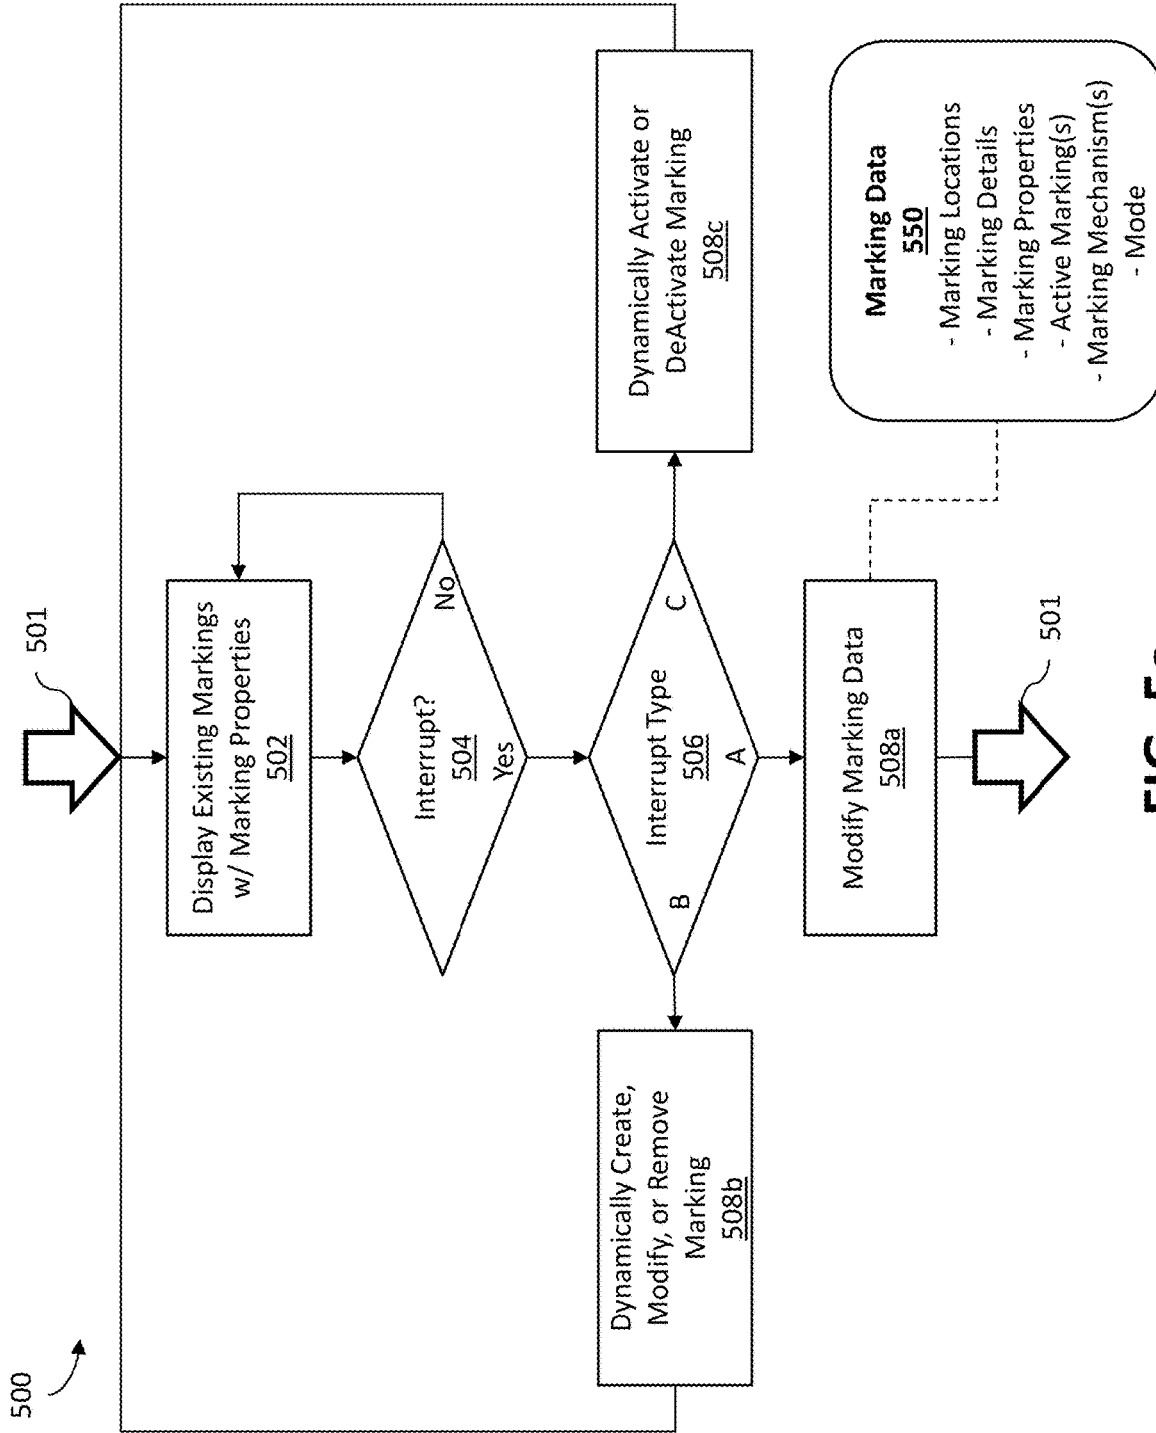 500
501
Display Existing Markings
w/ Marking Properties
502
Interrupt?
504
No
Yes
Interrupt Type
506
B
A
C
Dynamically Create,
Modify, or Remove
Marking
508b
Dynamically Activate or
DeActivate Marking
508c
Modify Marking Data
508a
501
Marking Data
550
- Marking Locations
- Marking Details
- Marking Properties
- Active Marking(s)
- Marking Mechanism(s)
- Mode